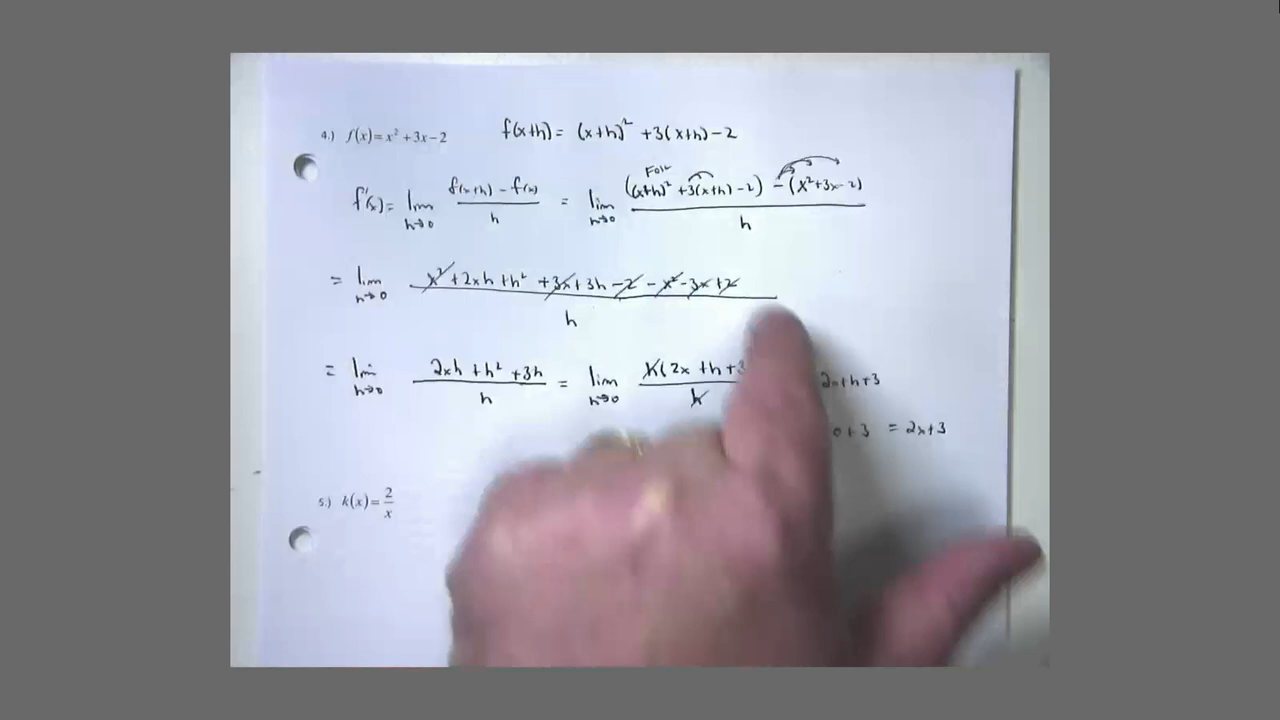 4.) f(x)=x²+3x−2 f(x+h)= (x+h)² +3(x+h)−2
FOIL
f'(x)= lim h→0 f(x+h)−f(x) / h = lim h→0 ((x+h)²+3(x+h)−2) −(x²+3x−2) / h
= lim h→0 x²+2xh+h²+3x+3h−2−x²−3x+2 / h
= lim h→0 2xh+h²+3h / h = lim h→0 h(2x+h+3 / h 2x+h+3
0+3 = 2x+3
5.) k(x)= 2/x